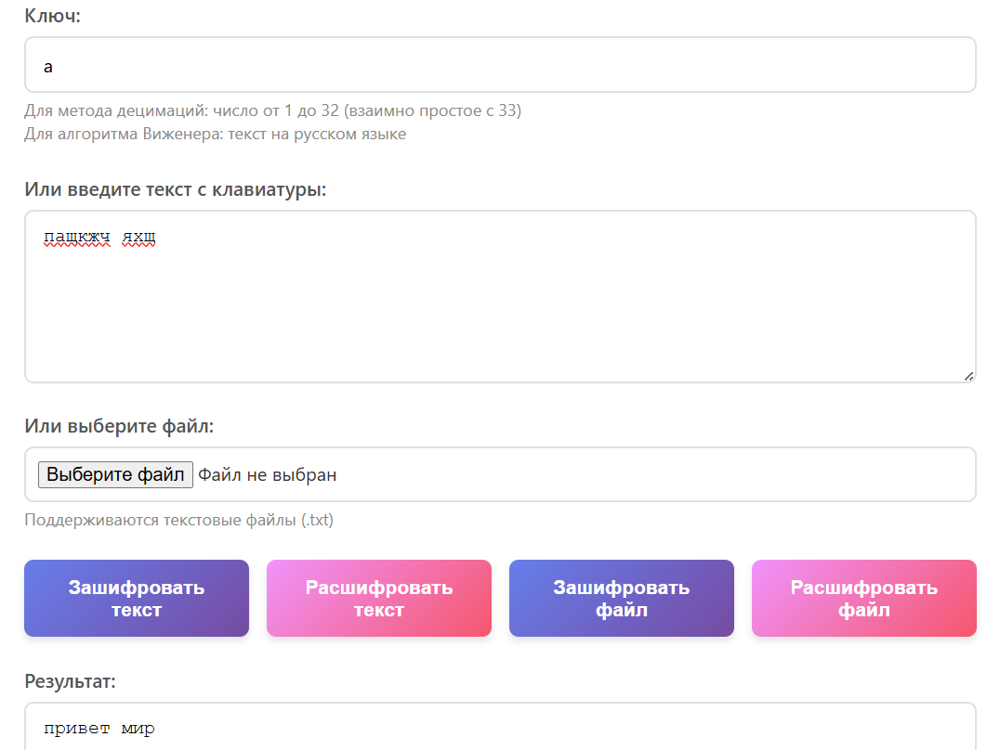 Ключ:
а
Для метода децимаций: число от 1 до 32 (взаимно простое с 33)
Для алгоритма Виженера: текст на русском языке
Или введите текст с клавиатуры:
пащкжч яхщ
Или выберите файл:
Выберите файл Файл не выбран
Поддерживаются текстовые файлы (.txt)
Зашифровать текст
Расшифровать текст
Зашифровать файл
Расшифровать файл
Результат:
привет мир